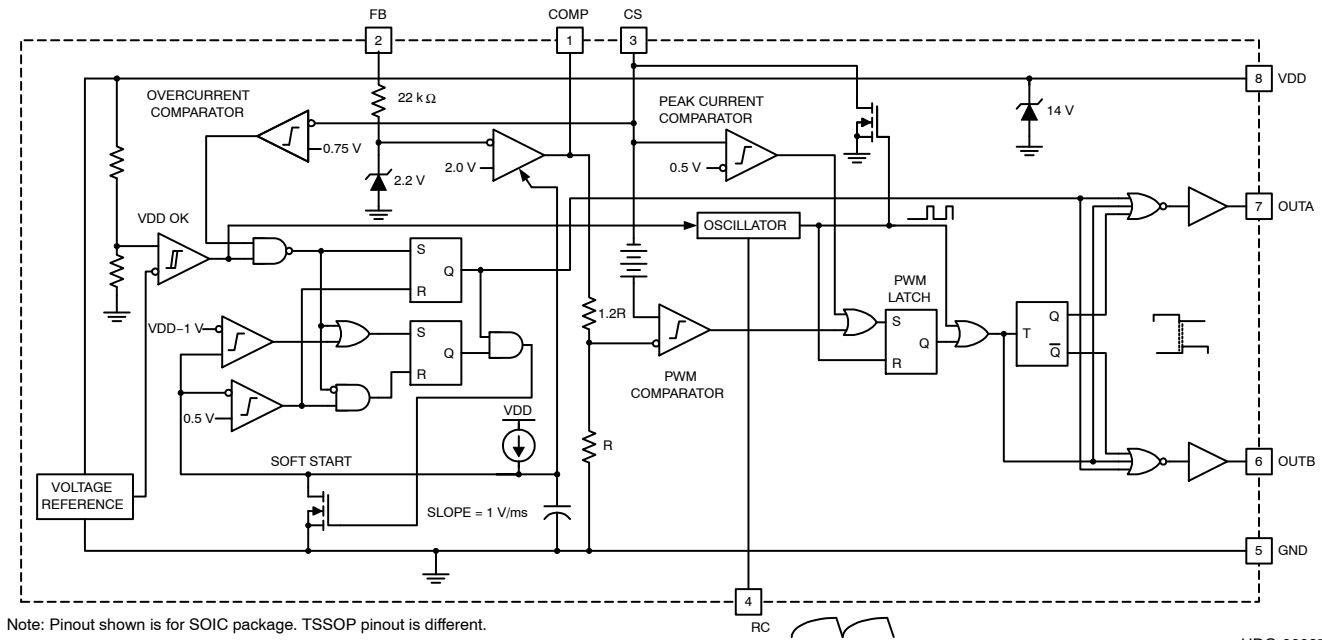 FB
COMP
CS
2
1
3
8
VDD
OVERCURRENT
COMPARATOR
22 k Ω
PEAK CURRENT
COMPARATOR
14 V
0.75 V
2.0 V
0.5 V
2.2 V
VDD OK
OSCILLATOR
7
OUTA
S
Q
R
PWM
LATCH
1.2R
VDD−1 V
S
Q
R
S
Q
R
T
Q
Q̅
PWM
COMPARATOR
0.5 V
VDD
R
SOFT START
6
OUTB
VOLTAGE
REFERENCE
SLOPE = 1 V/ms
5
GND
4
RC
Note: Pinout shown is for SOIC package. TSSOP pinout is different.